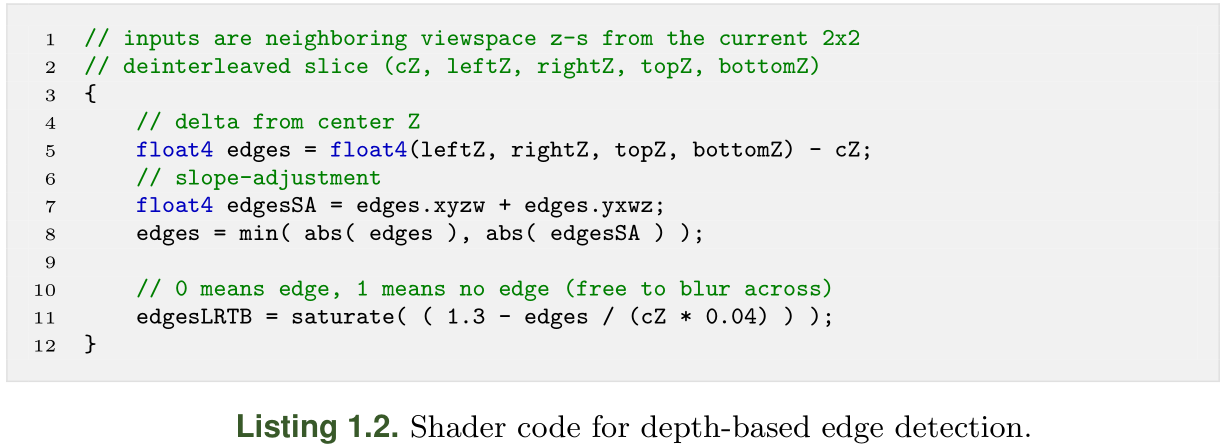 1 // inputs are neighboring viewspace z-s from the current 2x2
2 // deinterleaved slice (cZ, leftZ, rightZ, topZ, bottomZ)
3 {
4 // delta from center Z
5 float4 edges = float4(leftZ, rightZ, topZ, bottomZ) - cZ;
6 // slope-adjustment
7 float4 edgesSA = edges.xyzw + edges.yxwz;
8 edges = min( abs( edges ), abs( edgesSA ) );
9
10 // 0 means edge, 1 means no edge (free to blur across)
11 edgesLRTB = saturate( ( 1.3 - edges / (cZ * 0.04) ) );
12 }
Listing 1.2. Shader code for depth-based edge detection.